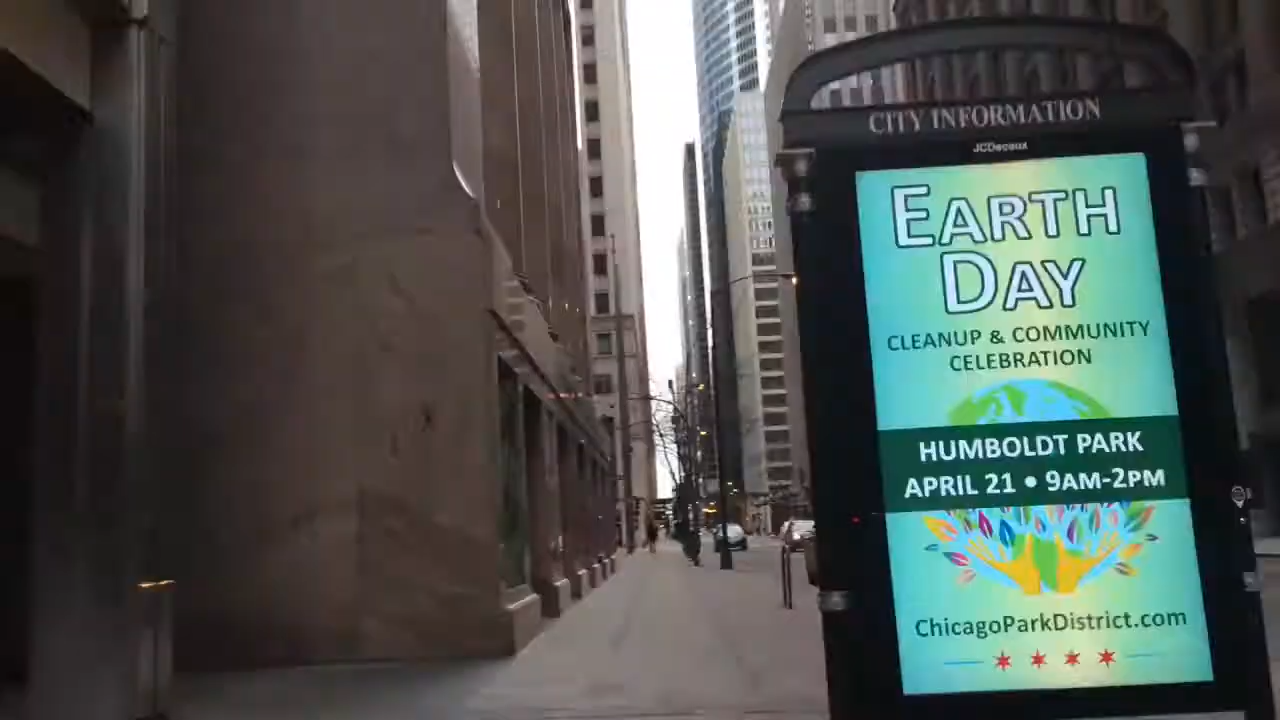 CITY INFORMATION
JCDecaux
EARTH
DAY
CLEANUP & COMMUNITY
CELEBRATION
HUMBOLDT PARK
APRIL 21 • 9AM-2PM
ChicagoParkDistrict.com